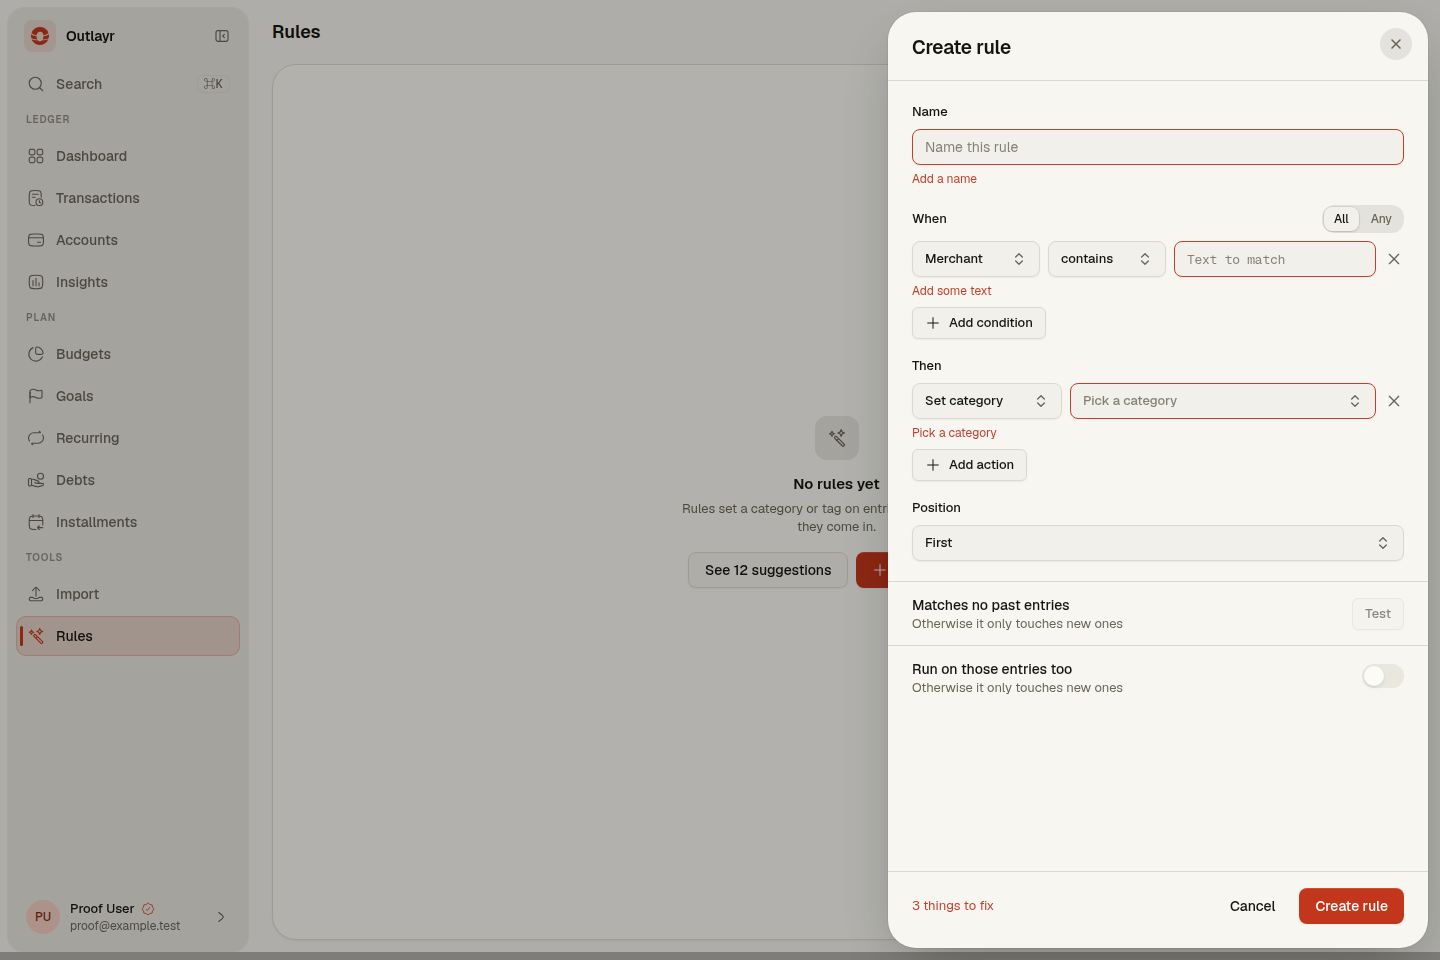 Outlayr
Search
⌘K
LEDGER
Dashboard
Transactions
Accounts
Insights
PLAN
Budgets
Goals
Recurring
Debts
Installments
TOOLS
Import
Rules
PU
Proof User
proof@example.test
Rules
No rules yet
Rules set a category or tag on
they come in.
See 12 suggestions
Create rule
Name
Name this rule
Add a name
When
All
Any
Merchant
contains
Text to match
Add some text
Add condition
Then
Set category
Pick a category
Pick a category
Add action
Position
First
Matches no past entries
Otherwise it only touches new ones
Test
Run on those entries too
Otherwise it only touches new ones
3 things to fix
Cancel
Create rule